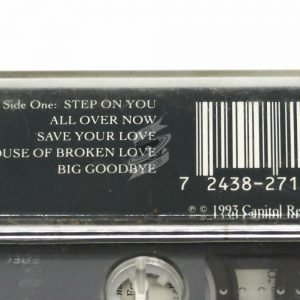 Side One: STEP ON YOU
ALL OVER NOW
SAVE YOUR LOVE
OUSE OF BROKEN LOVE
BIG GOODBYE
7 2438-271
℗ © 1993 Capitol Re